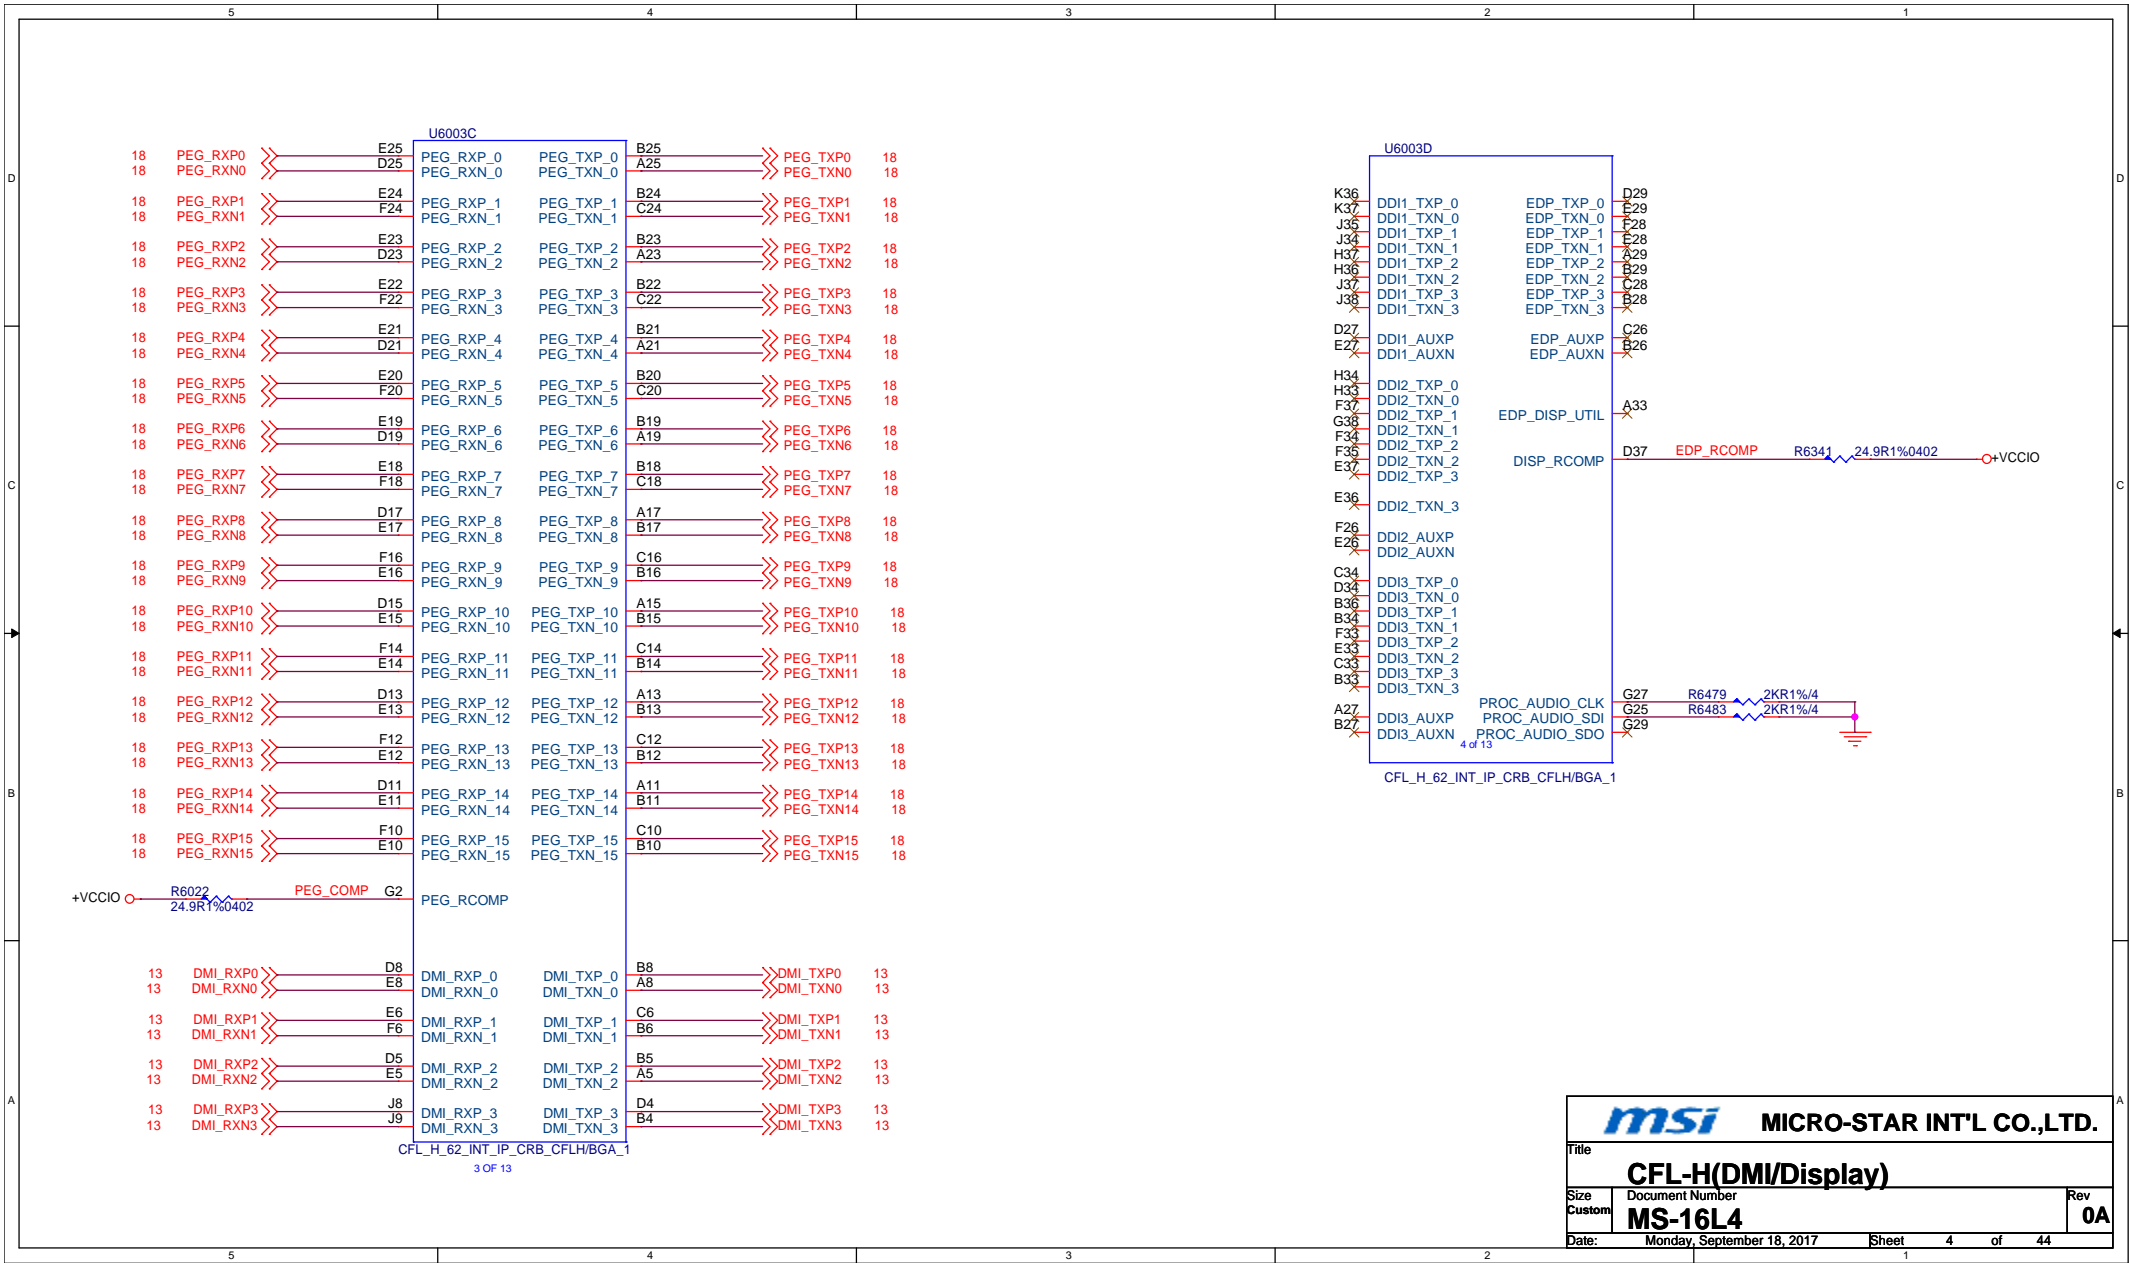 5 4 3 2 1
U6003C
18 PEG_RXP0 E25 PEG_RXP_0 PEG_TXP_0 B25 PEG_TXP0 18
18 PEG_RXN0 D25 PEG_RXN_0 PEG_TXN_0 A25 PEG_TXN0 18
18 PEG_RXP1 E24 PEG_RXP_1 PEG_TXP_1 B24 PEG_TXP1 18
18 PEG_RXN1 F24 PEG_RXN_1 PEG_TXN_1 C24 PEG_TXN1 18
18 PEG_RXP2 E23 PEG_RXP_2 PEG_TXP_2 B23 PEG_TXP2 18
18 PEG_RXN2 D23 PEG_RXN_2 PEG_TXN_2 A23 PEG_TXN2 18
18 PEG_RXP3 E22 PEG_RXP_3 PEG_TXP_3 B22 PEG_TXP3 18
18 PEG_RXN3 F22 PEG_RXN_3 PEG_TXN_3 C22 PEG_TXN3 18
18 PEG_RXP4 E21 PEG_RXP_4 PEG_TXP_4 B21 PEG_TXP4 18
18 PEG_RXN4 D21 PEG_RXN_4 PEG_TXN_4 A21 PEG_TXN4 18
18 PEG_RXP5 E20 PEG_RXP_5 PEG_TXP_5 B20 PEG_TXP5 18
18 PEG_RXN5 F20 PEG_RXN_5 PEG_TXN_5 C20 PEG_TXN5 18
18 PEG_RXP6 E19 PEG_RXP_6 PEG_TXP_6 B19 PEG_TXP6 18
18 PEG_RXN6 D19 PEG_RXN_6 PEG_TXN_6 A19 PEG_TXN6 18
18 PEG_RXP7 E18 PEG_RXP_7 PEG_TXP_7 B18 PEG_TXP7 18
18 PEG_RXN7 F18 PEG_RXN_7 PEG_TXN_7 C18 PEG_TXN7 18
18 PEG_RXP8 D17 PEG_RXP_8 PEG_TXP_8 A17 PEG_TXP8 18
18 PEG_RXN8 E17 PEG_RXN_8 PEG_TXN_8 B17 PEG_TXN8 18
18 PEG_RXP9 F16 PEG_RXP_9 PEG_TXP_9 C16 PEG_TXP9 18
18 PEG_RXN9 E16 PEG_RXN_9 PEG_TXN_9 B16 PEG_TXN9 18
18 PEG_RXP10 D15 PEG_RXP_10 PEG_TXP_10 A15 PEG_TXP10 18
18 PEG_RXN10 E15 PEG_RXN_10 PEG_TXN_10 B15 PEG_TXN10 18
18 PEG_RXP11 F14 PEG_RXP_11 PEG_TXP_11 C14 PEG_TXP11 18
18 PEG_RXN11 E14 PEG_RXN_11 PEG_TXN_11 B14 PEG_TXN11 18
18 PEG_RXP12 D13 PEG_RXP_12 PEG_TXP_12 A13 PEG_TXP12 18
18 PEG_RXN12 E13 PEG_RXN_12 PEG_TXN_12 B13 PEG_TXN12 18
18 PEG_RXP13 F12 PEG_RXP_13 PEG_TXP_13 C12 PEG_TXP13 18
18 PEG_RXN13 E12 PEG_RXN_13 PEG_TXN_13 B12 PEG_TXN13 18
18 PEG_RXP14 D11 PEG_RXP_14 PEG_TXP_14 A11 PEG_TXP14 18
18 PEG_RXN14 E11 PEG_RXN_14 PEG_TXN_14 B11 PEG_TXN14 18
18 PEG_RXP15 F10 PEG_RXP_15 PEG_TXP_15 C10 PEG_TXP15 18
18 PEG_RXN15 E10 PEG_RXN_15 PEG_TXN_15 B10 PEG_TXN15 18
+VCCIO R6022 PEG_COMP G2 PEG_RCOMP
24.9R1%0402
13 DMI_RXP0 D8 DMI_RXP_0 DMI_TXP_0 B8 DMI_TXP0 13
13 DMI_RXN0 E8 DMI_RXN_0 DMI_TXN_0 A8 DMI_TXN0 13
13 DMI_RXP1 E6 DMI_RXP_1 DMI_TXP_1 C6 DMI_TXP1 13
13 DMI_RXN1 F6 DMI_RXN_1 DMI_TXN_1 B6 DMI_TXN1 13
13 DMI_RXP2 D5 DMI_RXP_2 DMI_TXP_2 B5 DMI_TXP2 13
13 DMI_RXN2 E5 DMI_RXN_2 DMI_TXN_2 A5 DMI_TXN2 13
13 DMI_RXP3 J8 DMI_RXP_3 DMI_TXP_3 D4 DMI_TXP3 13
13 DMI_RXN3 J9 DMI_RXN_3 DMI_TXN_3 B4 DMI_TXN3 13
CFL_H_62_INT_IP_CRB_CFLH/BGA_1
3 OF 13
U6003D
K36 DDI1_TXP_0 EDP_TXP_0 D29
K37 DDI1_TXN_0 EDP_TXN_0 E29
J35 DDI1_TXP_1 EDP_TXP_1 F28
J34 DDI1_TXN_1 EDP_TXN_1 E28
H37 DDI1_TXP_2 EDP_TXP_2 A29
H36 DDI1_TXN_2 EDP_TXN_2 B29
J37 DDI1_TXP_3 EDP_TXP_3 C28
J38 DDI1_TXN_3 EDP_TXN_3 B28
D27 DDI1_AUXP EDP_AUXP C26
E27 DDI1_AUXN EDP_AUXN B26
H34 DDI2_TXP_0
H33 DDI2_TXN_0
F37 DDI2_TXP_1 EDP_DISP_UTIL A33
G38 DDI2_TXN_1
F34 DDI2_TXP_2
F35 DDI2_TXN_2 DISP_RCOMP D37 EDP_RCOMP R6341 24.9R1%0402 +VCCIO
E37 DDI2_TXP_3
E36 DDI2_TXN_3
F26 DDI2_AUXP
E26 DDI2_AUXN
C34 DDI3_TXP_0
D34 DDI3_TXN_0
B36 DDI3_TXP_1
B34 DDI3_TXN_1
F33 DDI3_TXP_2
E33 DDI3_TXN_2
C33 DDI3_TXP_3
B33 DDI3_TXN_3
PROC_AUDIO_CLK G27 R6479 2KR1%/4
A27 DDI3_AUXP PROC_AUDIO_SDI G25 R6483 2KR1%/4
B27 DDI3_AUXN PROC_AUDIO_SDO G29
4 of 13
CFL_H_62_INT_IP_CRB_CFLH/BGA_1
D D
C C
B B
A A
msi MICRO-STAR INT'L CO.,LTD.
Title
CFL-H(DMI/Display)
Size Document Number Rev
Custom MS-16L4 0A
Date: Monday, September 18, 2017 Sheet 4 of 44
5 4 3 2 1